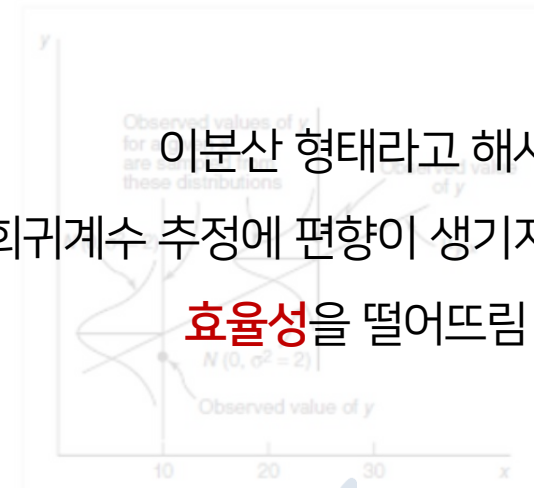 y
Observed values of y
for a
are sampled from
these distributions
이분산 형태라고 해서
Observed value
of y
회귀계수 추정에 편향이 생기지
효율성을 떨어뜨림
N (0, σ² = 2)
Observed value of y
10 20 30 x